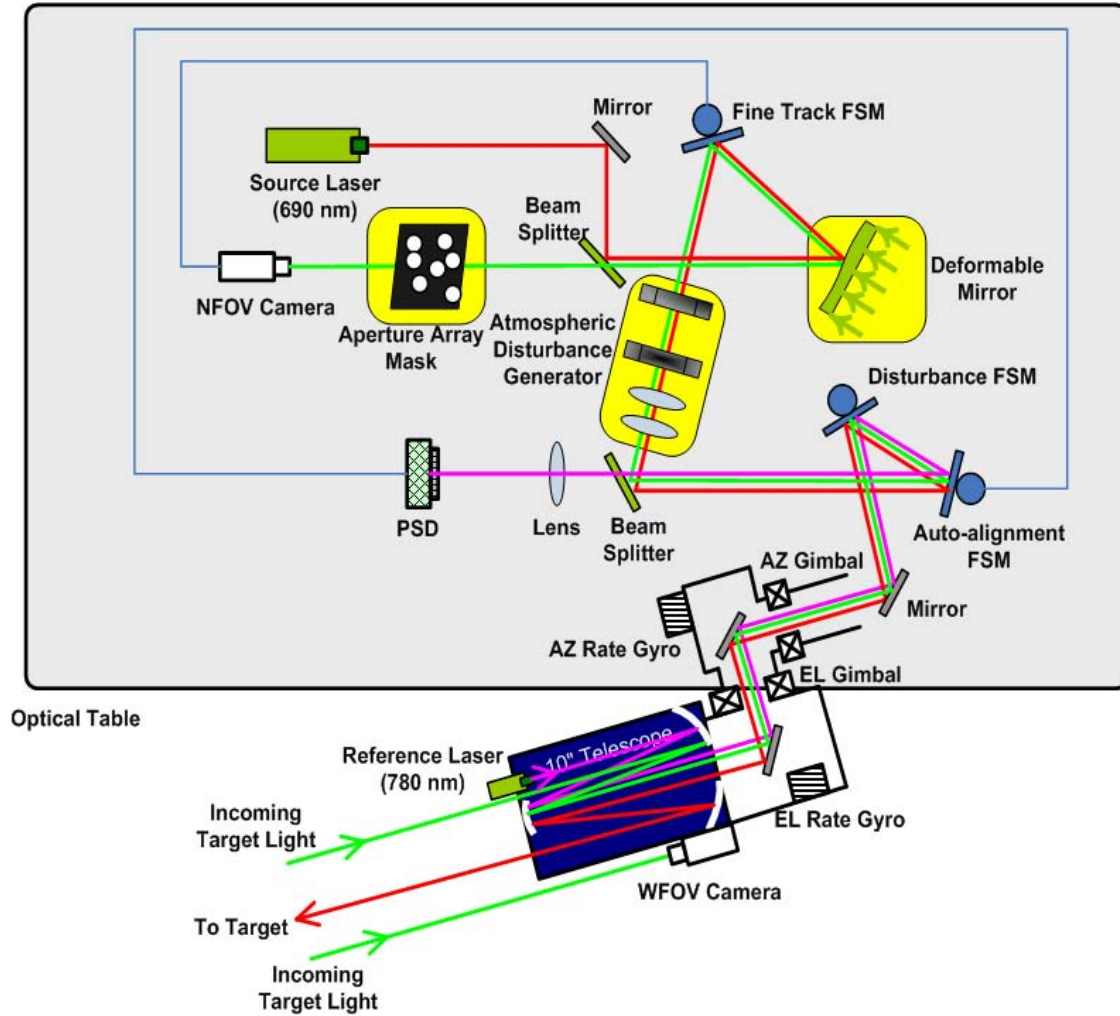 Mirror
Fine Track FSM
Source Laser
(690 nm)
Beam
Splitter
Deformable
Mirror
NFOV Camera
Aperture Array
Mask
Atmospheric
Disturbance
Generator
Disturbance FSM
PSD
Lens
Beam
Splitter
Auto-alignment
FSM
AZ Gimbal
Mirror
AZ Rate Gyro
EL Gimbal
Optical Table
10" Telescope
Reference Laser
(780 nm)
Incoming
Target Light
EL Rate Gyro
WFOV Camera
To Target
Incoming
Target Light